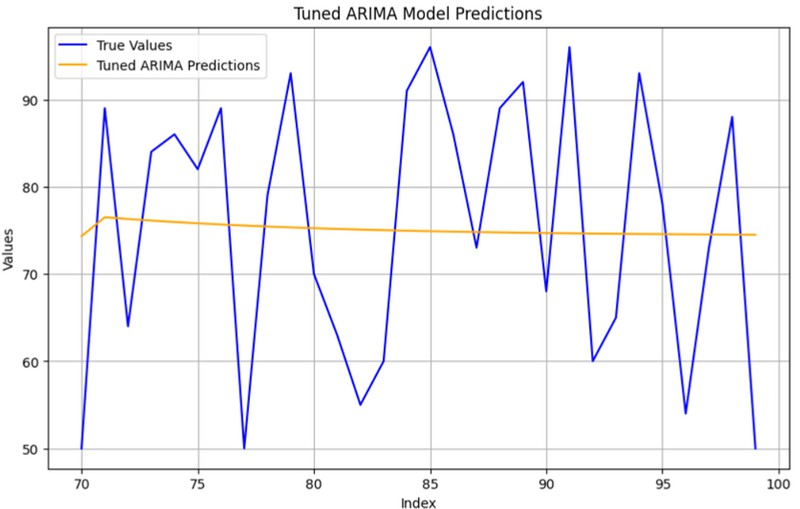 Tuned ARIMA Model Predictions
True Values
Tuned ARIMA Predictions
Values
90
80
70
60
50
70 75 80 85 90 95 100
Index